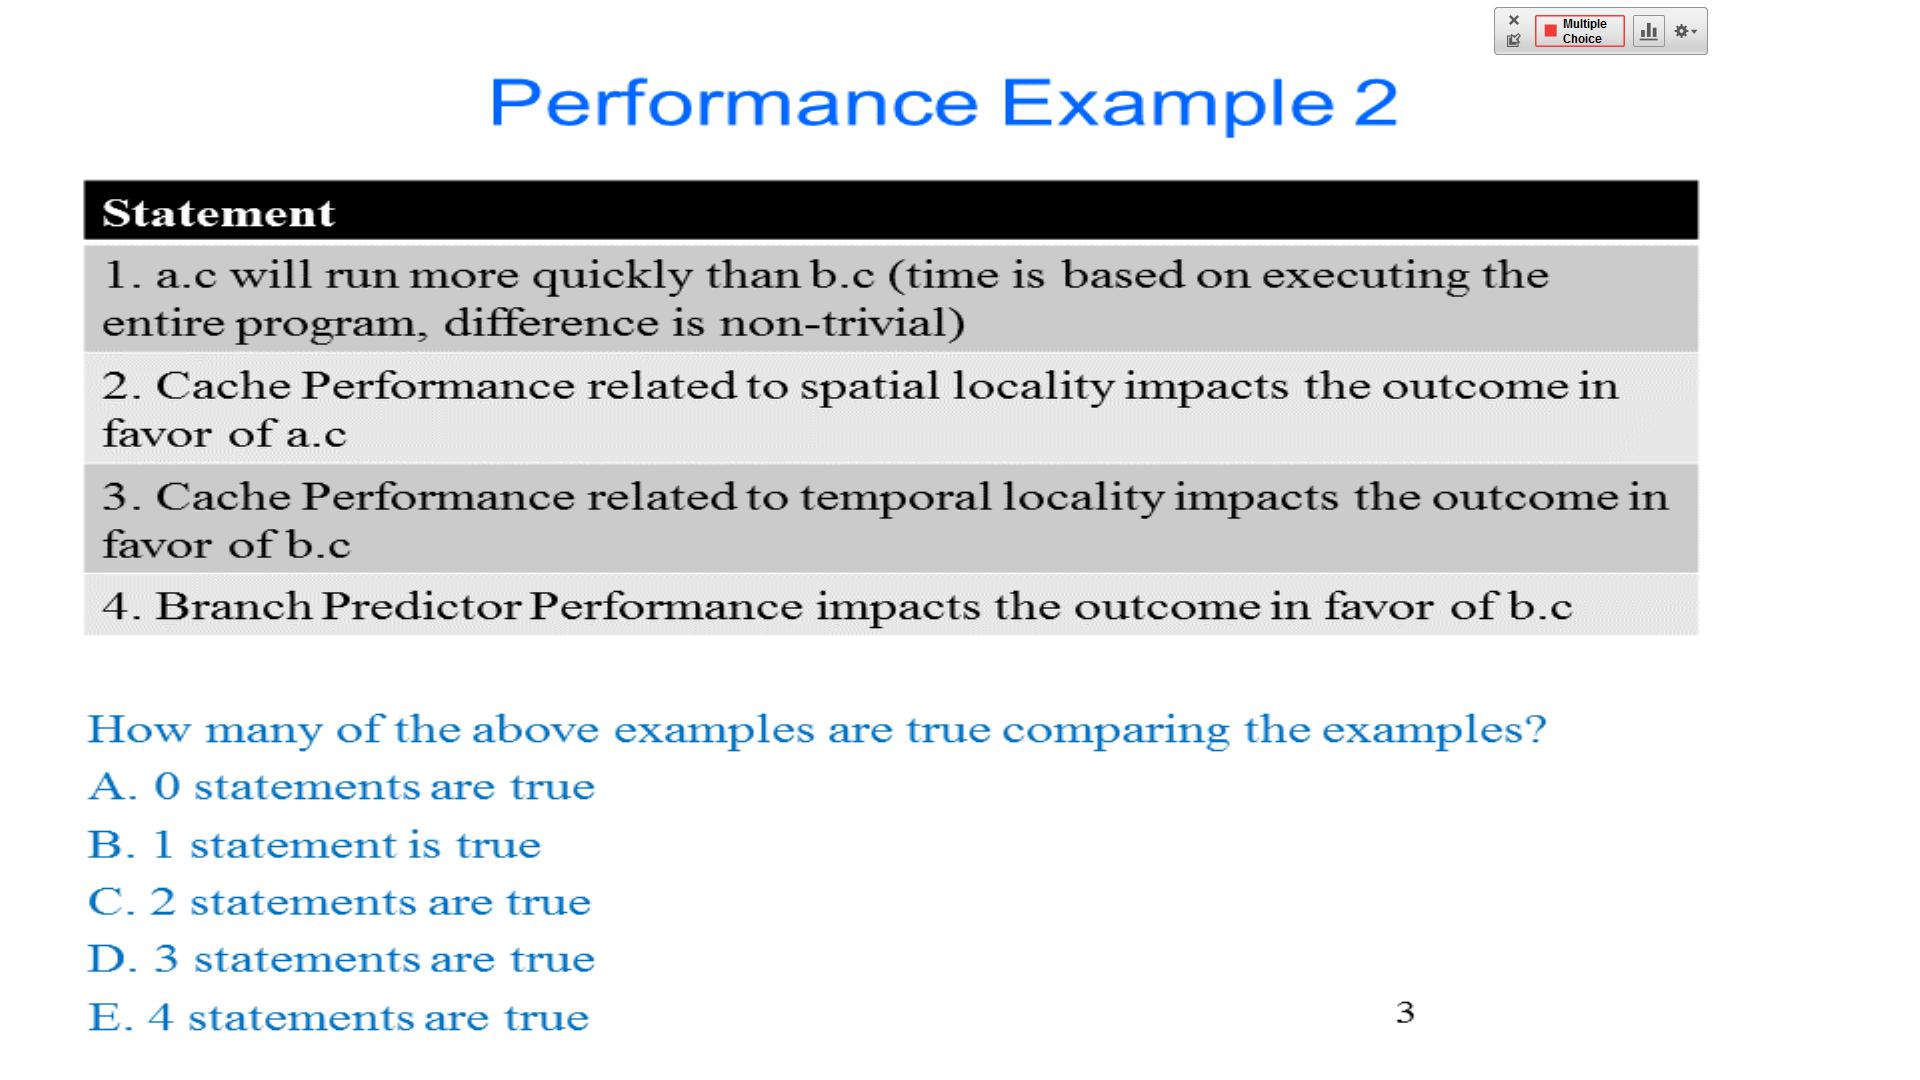 Multiple
Choice
Performance Example 2
Statement
1. a.c will run more quickly than b.c (time is based on executing the
entire program, difference is non-trivial)
2. Cache Performance related to spatial locality impacts the outcome in
favor of a.c
3. Cache Performance related to temporal locality impacts the outcome in
favor of b.c
4. Branch Predictor Performance impacts the outcome in favor of b.c
How many of the above examples are true comparing the examples?
A. 0 statements are true
B. 1 statement is true
C. 2 statements are true
D. 3 statements are true
E. 4 statements are true
3